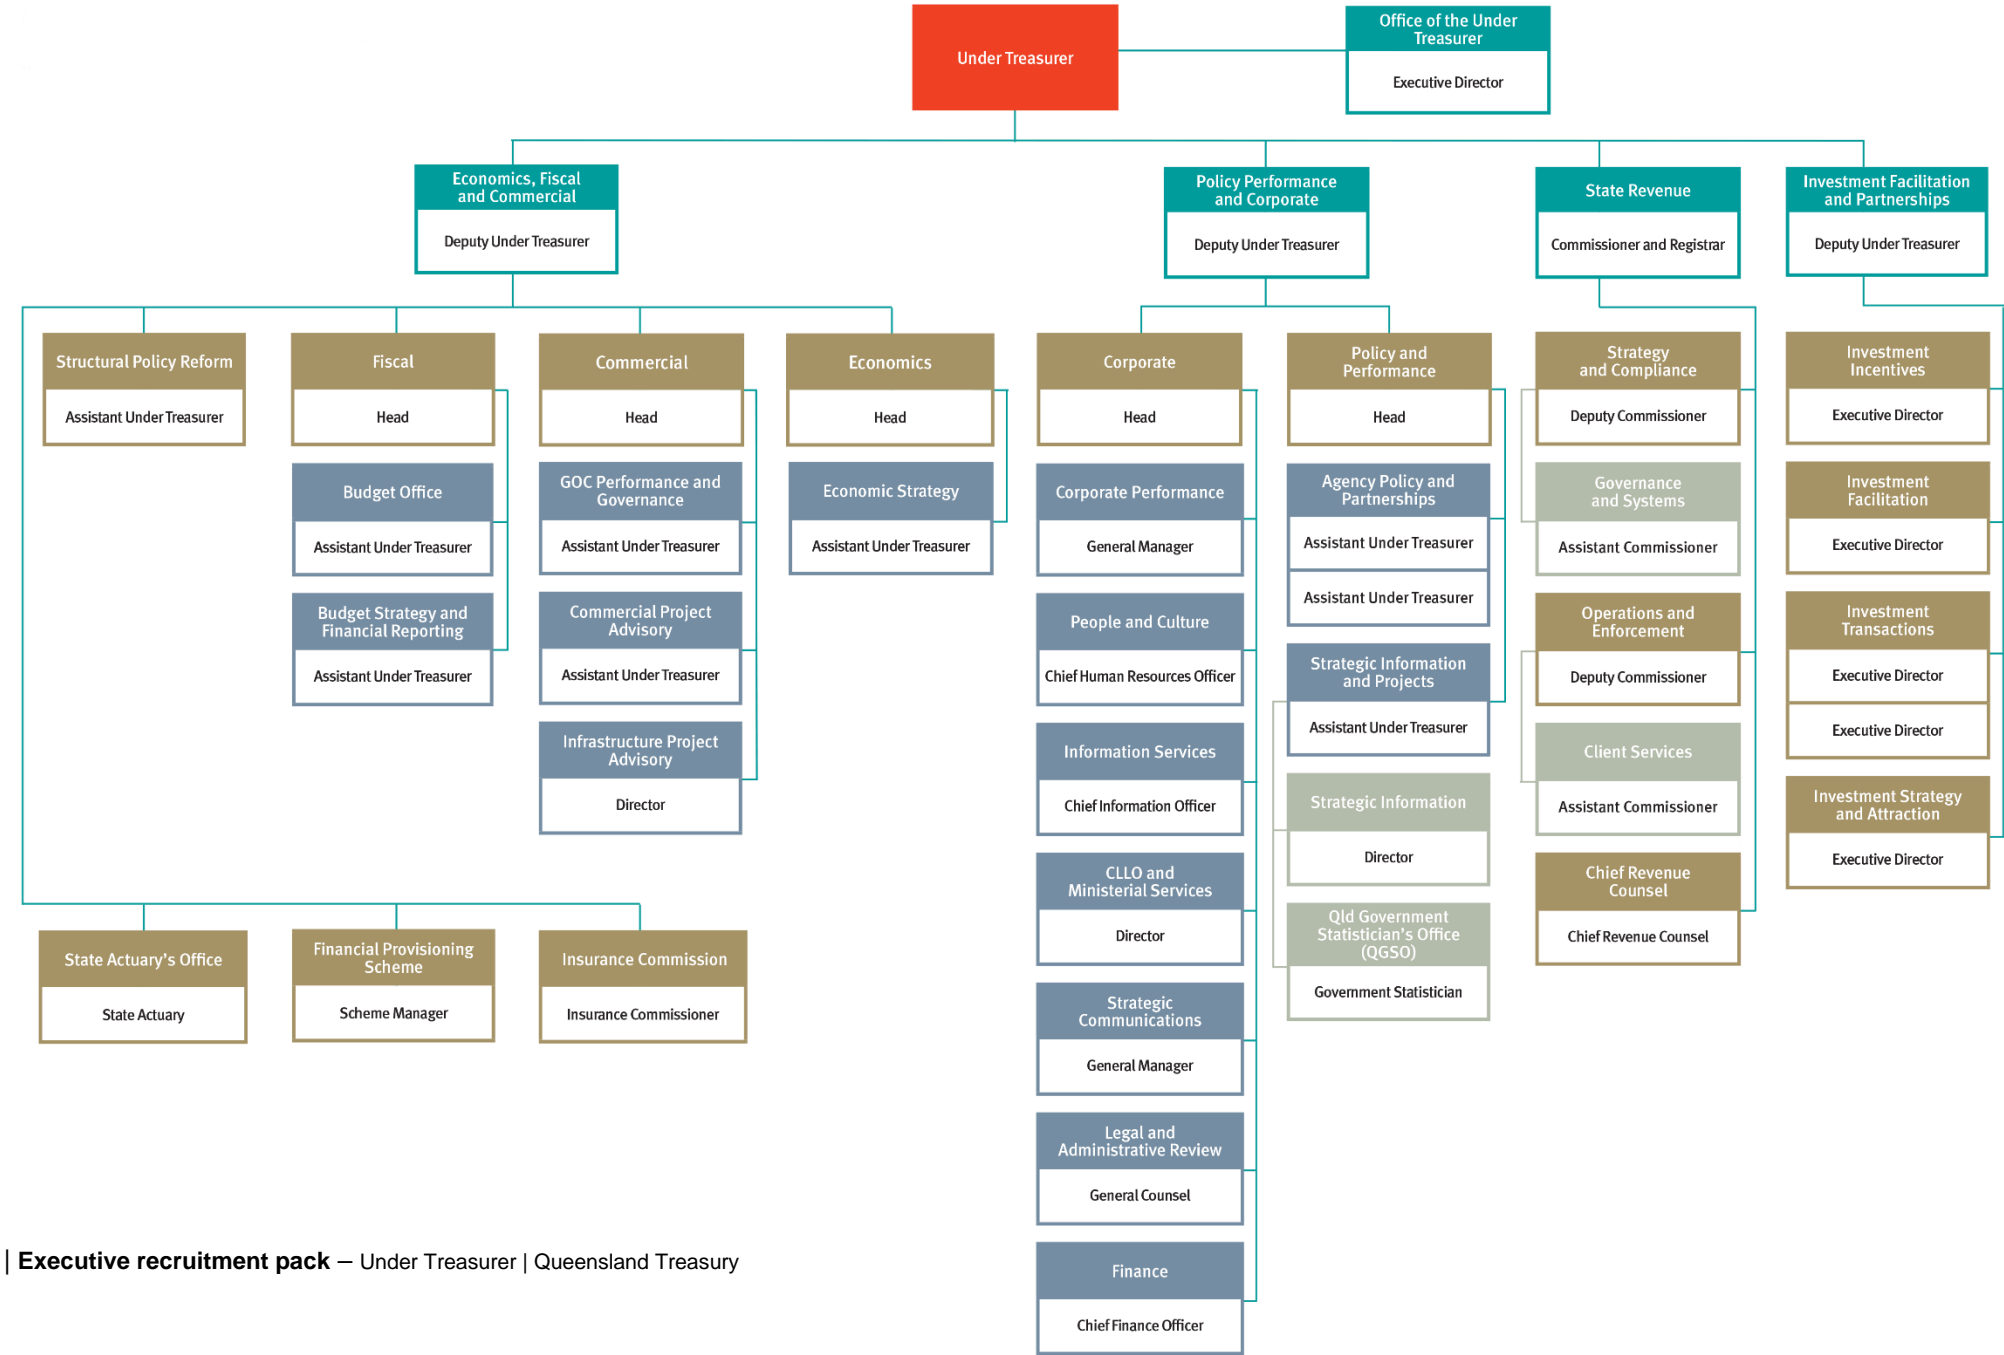 Under Treasurer
Office of the Under
Treasurer
Executive Director
Economics, Fiscal
and Commercial
Deputy Under Treasurer
Policy Performance
and Corporate
Deputy Under Treasurer
State Revenue
Commissioner and Registrar
Investment Facilitation
and Partnerships
Deputy Under Treasurer
Structural Policy Reform
Assistant Under Treasurer
Fiscal
Head
Budget Office
Assistant Under Treasurer
Budget Strategy and
Financial Reporting
Assistant Under Treasurer
Commercial
Head
GOC Performance and
Governance
Assistant Under Treasurer
Commercial Project
Advisory
Assistant Under Treasurer
Infrastructure Project
Advisory
Director
Economics
Head
Economic Strategy
Assistant Under Treasurer
State Actuary’s Office
State Actuary
Financial Provisioning
Scheme
Scheme Manager
Insurance Commission
Insurance Commissioner
Corporate
Head
Corporate Performance
General Manager
People and Culture
Chief Human Resources Officer
Information Services
Chief Information Officer
CLLO and
Ministerial Services
Director
Strategic
Communications
General Manager
Legal and
Administrative Review
General Counsel
Finance
Chief Finance Officer
Policy and
Performance
Head
Agency Policy and
Partnerships
Assistant Under Treasurer
Assistant Under Treasurer
Strategic Information
and Projects
Assistant Under Treasurer
Strategic Information
Director
Qld Government
Statistician’s Office
(QGSO)
Government Statistician
Strategy
and Compliance
Deputy Commissioner
Governance
and Systems
Assistant Commissioner
Operations and
Enforcement
Deputy Commissioner
Client Services
Assistant Commissioner
Chief Revenue
Counsel
Chief Revenue Counsel
Investment
Incentives
Executive Director
Investment
Facilitation
Executive Director
Investment
Transactions
Executive Director
Executive Director
Investment Strategy
and Attraction
Executive Director
| Executive recruitment pack – Under Treasurer | Queensland Treasury